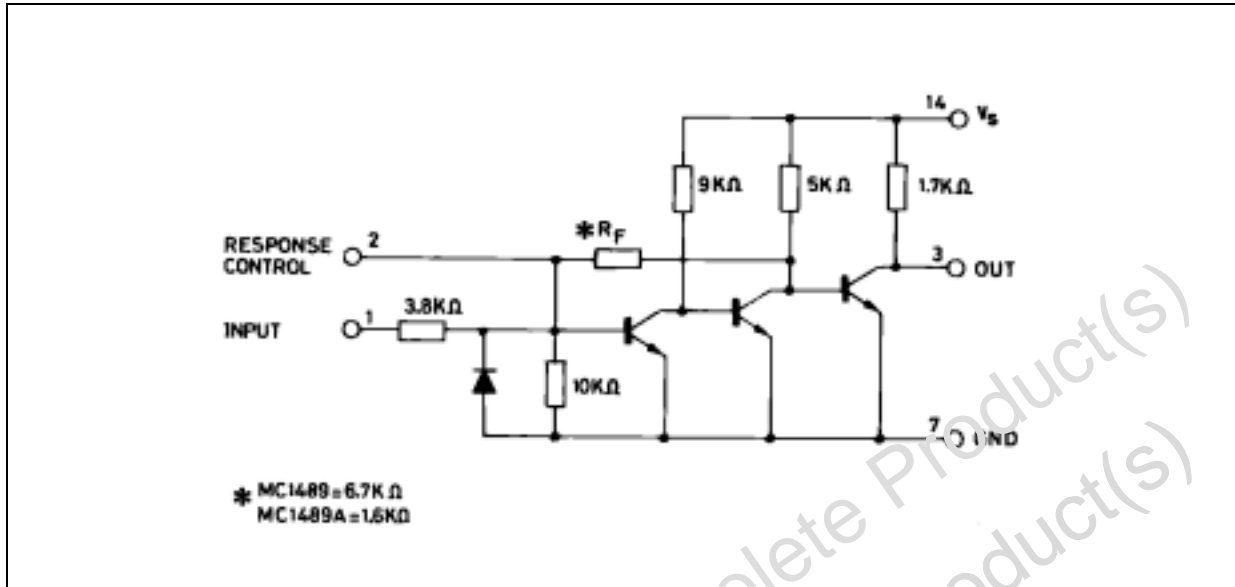 14
Vs
9KΩ
5KΩ
1.7KΩ
*RF
RESPONSE
CONTROL
2
3
OUT
3.8KΩ
INPUT
1
10KΩ
7
GND
* MC1489=6.7KΩ
MC1489A=1.6KΩ
Product(s)
Product(s)